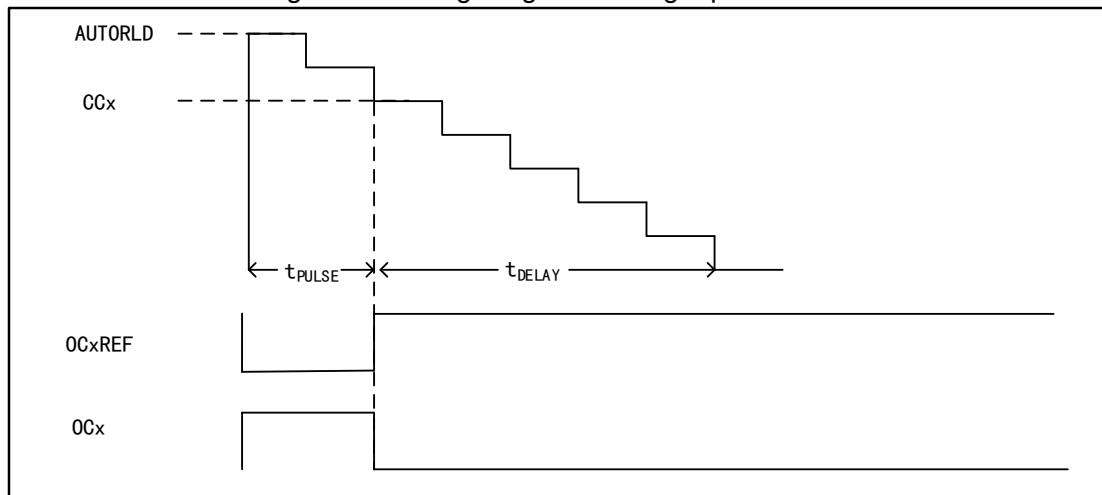 AUTORLD
CCx
tPULSE
tDELAY
OCxREF
OCx